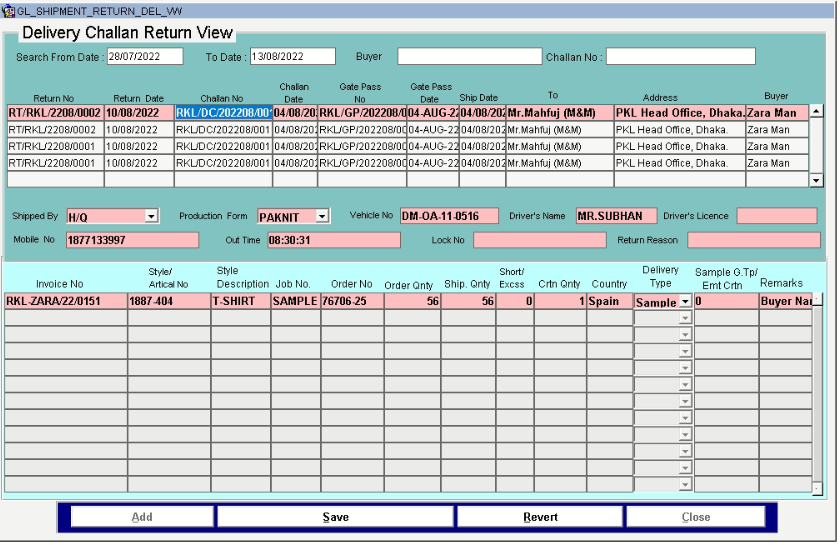 GL_SHIPMENT_RETURN_DEL_VW
Delivery Challan Return View
Search From Date : 28/07/2022 To Date : 13/08/2022 Buyer Challan No :
Return No Return Date Challan No Challan Date Gate Pass No Gate Pass Date Ship Date To Address Buyer
RT/RKL/2208/0002 10/08/2022 RKL/DC/202208/001 04/08/202 RKL/GP/202208/0 04-AUG-22 04/08/202 Mr.Mahfuj (M&M) PKL Head Office, Dhaka. Zara Man
RT/RKL/2208/0002 10/08/2022 RKL/DC/202208/001 04/08/202 RKL/GP/202208/00 04-AUG-22 04/08/202 Mr.Mahfuj (M&M) PKL Head Office, Dhaka. Zara Man
RT/RKL/2208/0001 10/08/2022 RKL/DC/202208/001 04/08/202 RKL/GP/202208/00 04-AUG-22 04/08/202 Mr.Mahfuj (M&M) PKL Head Office, Dhaka. Zara Man
RT/RKL/2208/0001 10/08/2022 RKL/DC/202208/001 04/08/202 RKL/GP/202208/00 04-AUG-22 04/08/202 Mr.Mahfuj (M&M) PKL Head Office, Dhaka. Zara Man
Shipped By H/Q Production Form PAKNIT Vehicle No DM-OA-11-0516 Driver's Name MR.SUBHAN Driver's Licence
Mobile No 1877133997 Out Time 08:30:31 Lock No Return Reason
Invoice No Style/ Artical No Style Description Job No. Order No Order Qnty Ship. Qnty Short/ Excss Crtn Qnty Country Delivery Type Sample G.Tp/ Emt Crtn Remarks
RKL-ZARA/22/0151 1887-404 T-SHIRT SAMPLE 76706-25 56 56 0 1 Spain Sample 0 Buyer Nar
Add Save Revert Close